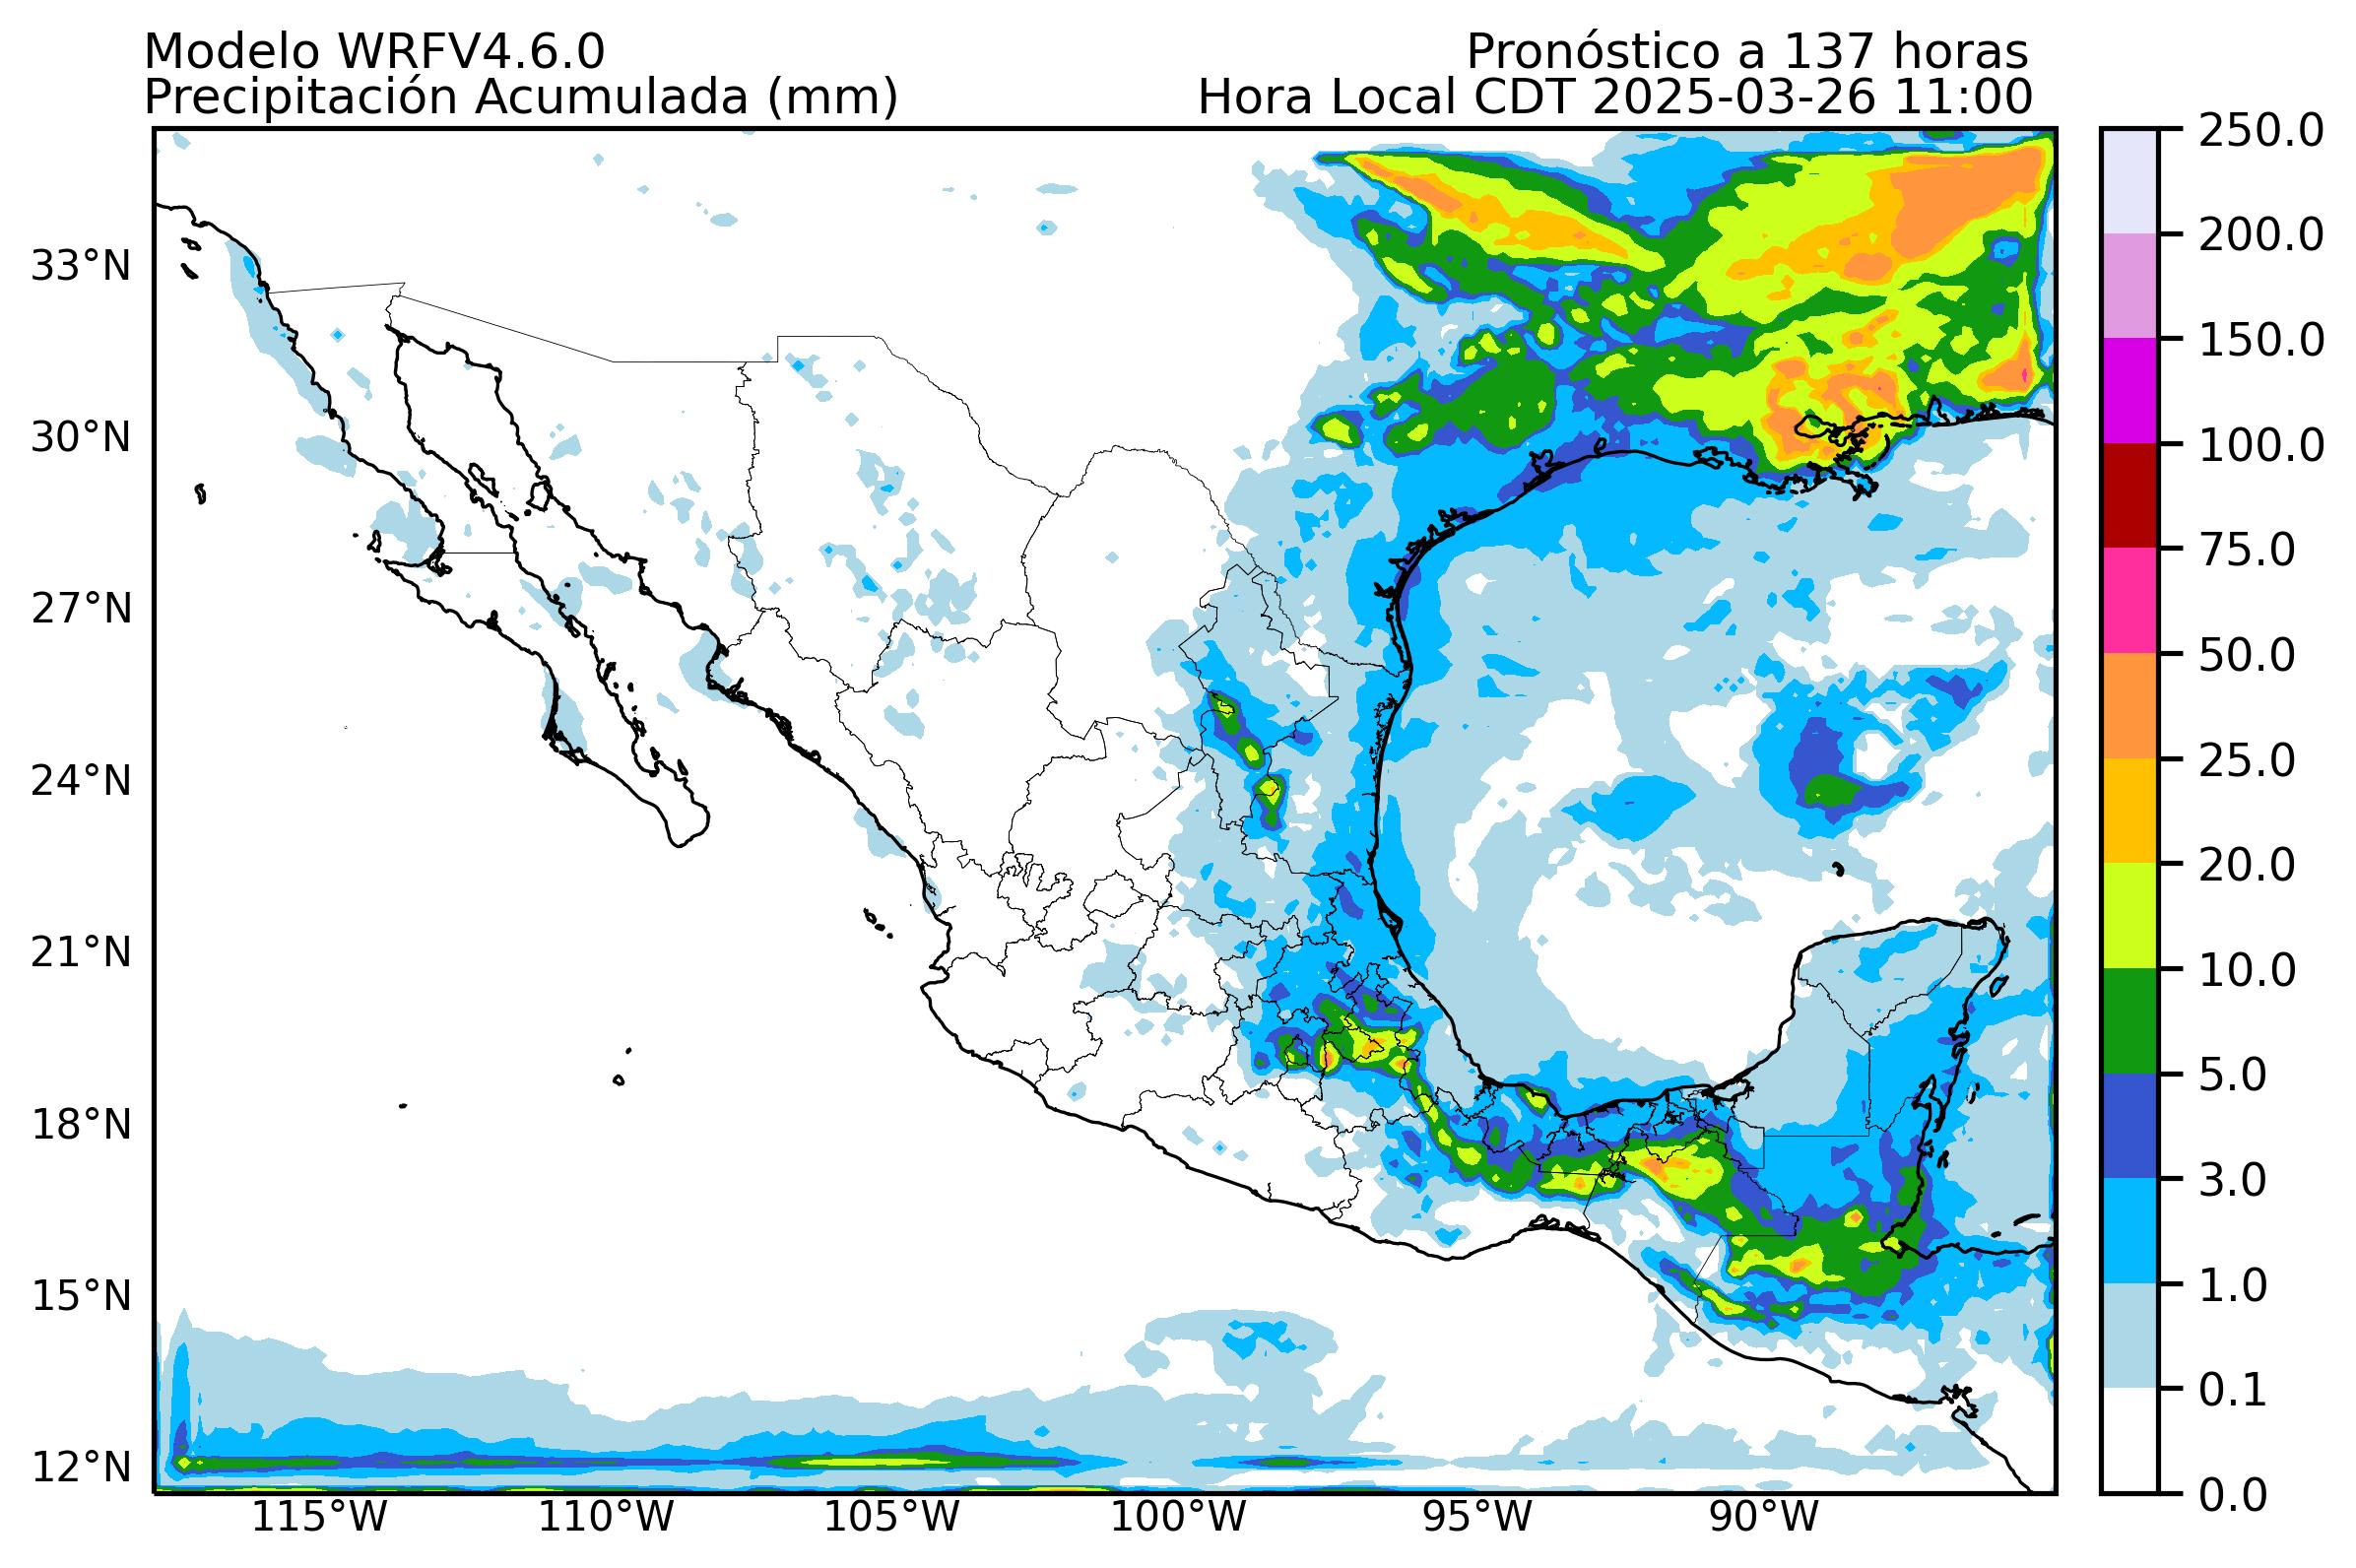 Modelo WRFV4.6.0
Pronóstico a 137 horas
Precipitación Acumulada (mm)
Hora Local CDT 2025-03-26 11:00
33°N
30°N
27°N
24°N
21°N
18°N
15°N
12°N
115°W
110°W
105°W
100°W
95°W
90°W
250.0
200.0
150.0
100.0
75.0
50.0
25.0
20.0
10.0
5.0
3.0
1.0
0.1
0.0